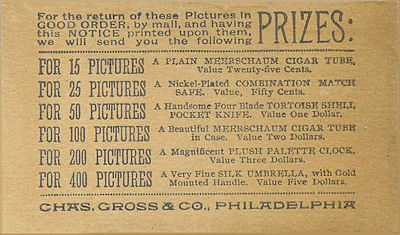 For the return of these Pictures in
GOOD ORDER, by mail, and having
this NOTICE printed upon them,
we will send you the following
PRIZES:
FOR 15 PICTURES A PLAIN MEERSCHAUM CIGAR TUBE,
Value Twenty-five Cents.
FOR 25 PICTURES A Nickel-Plated COMBINATION MATCH
SAFE. Value, Fifty Cents.
FOR 50 PICTURES A Handsome Four Blade TORTOISE SHELL
POCKET KNIFE. Value One Dollar.
FOR 100 PICTURES A Beautiful MEERSCHAUM CIGAR TUBE
in Case. Value Two Dollars.
FOR 200 PICTURES A Magnificent PLUSH PALETTE CLOCK,
Value Three Dollars.
FOR 400 PICTURES A Very Fine SILK UMBRELLA, with Gold
Mounted Handle. Value Five Dollars.
CHAS. GROSS & CO., PHILADELPHIA